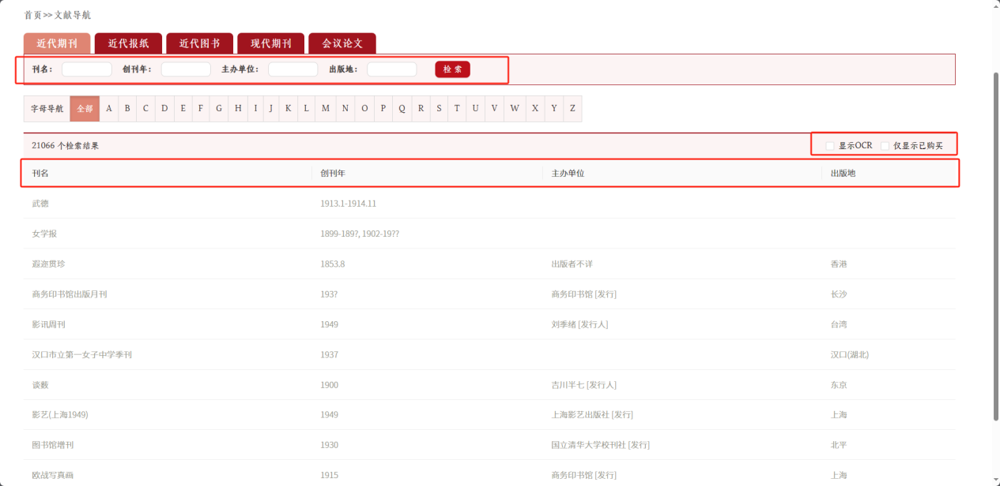 首页>>文献导航
近代期刊 近代报纸 近代图书 现代期刊 会议论文
刊名： 创刊年： 主办单位： 出版地： 检索
字母导航 全部 A B C D E F G H I J K L M N O P Q R S T U V W X Y Z
21066 个检索结果 显示OCR 仅显示已购买
刊名 创刊年 主办单位 出版地
武德 1913.1-1914.11
女学报 1899-189?, 1902-19??
遐迩贯珍 1853.8 出版者不详 香港
商务印书馆出版月刊 193? 商务印书馆 [发行] 长沙
影讯周刊 1949 刘季绪 [发行人] 台湾
汉口市立第一女子中学季刊 1937 汉口(湖北)
谈薮 1900 吉川半七 [发行人] 东京
影艺(上海1949) 1949 上海影艺出版社 [发行] 上海
图书馆增刊 1930 国立清华大学校刊社 [发行] 北平
欧战写真画 1915 商务印书馆 [发行] 上海